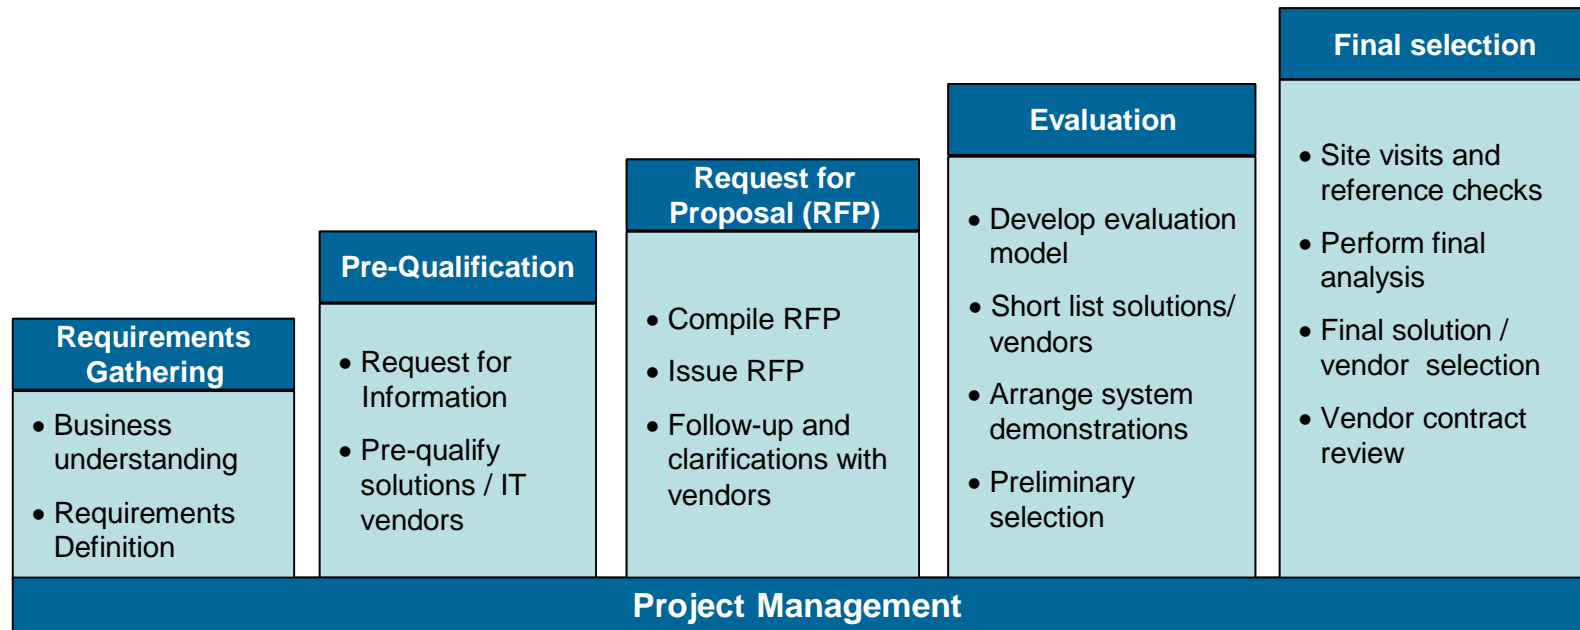 Requirements
Gathering
• Business
understanding
• Requirements
Definition
Pre-Qualification
• Request for
Information
• Pre-qualify
solutions / IT
vendors
Request for
Proposal (RFP)
• Compile RFP
• Issue RFP
• Follow-up and
clarifications with
vendors
Evaluation
• Develop evaluation
model
• Short list solutions/
vendors
• Arrange system
demonstrations
• Preliminary
selection
Final selection
• Site visits and
reference checks
• Perform final
analysis
• Final solution /
vendor selection
• Vendor contract
review
Project Management